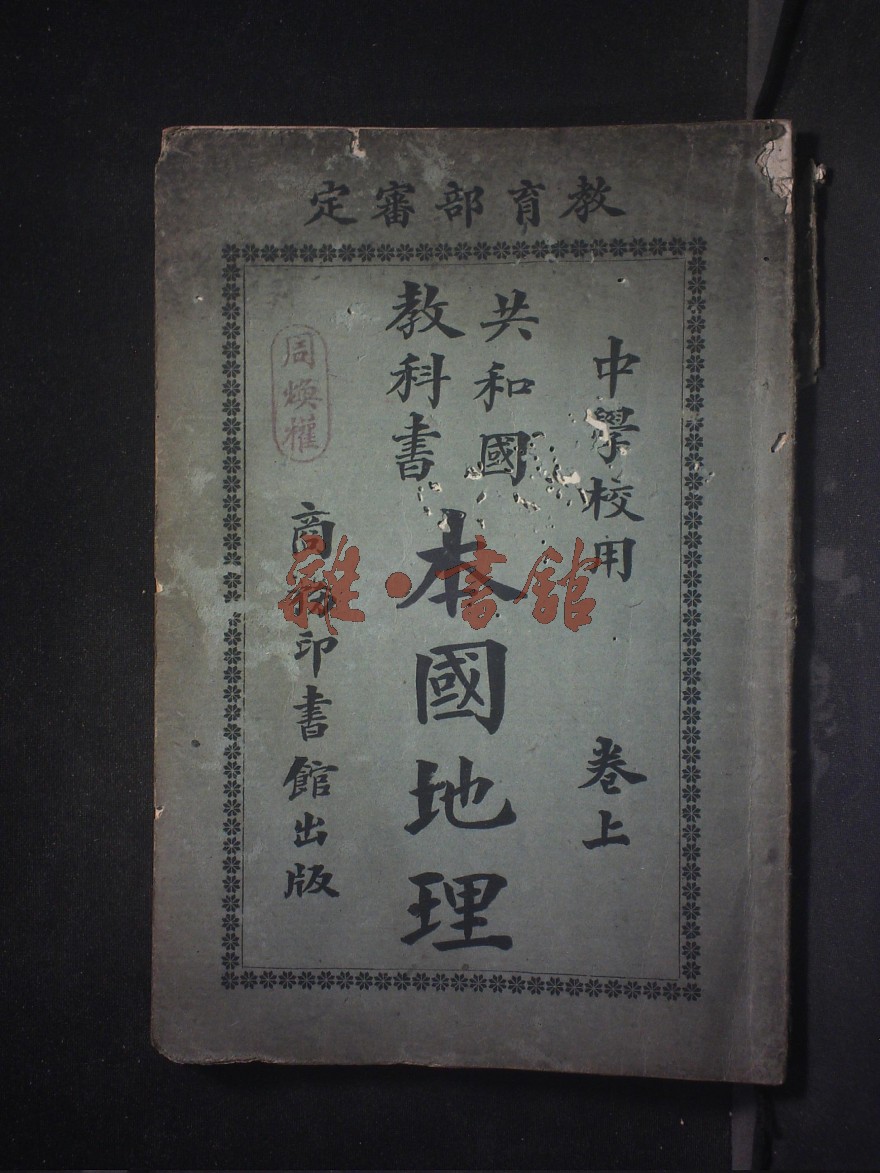 教育部審定
中學校用 卷上
共和國
教科書
本國地理
商務印書館出版
周煥權
雜·書館